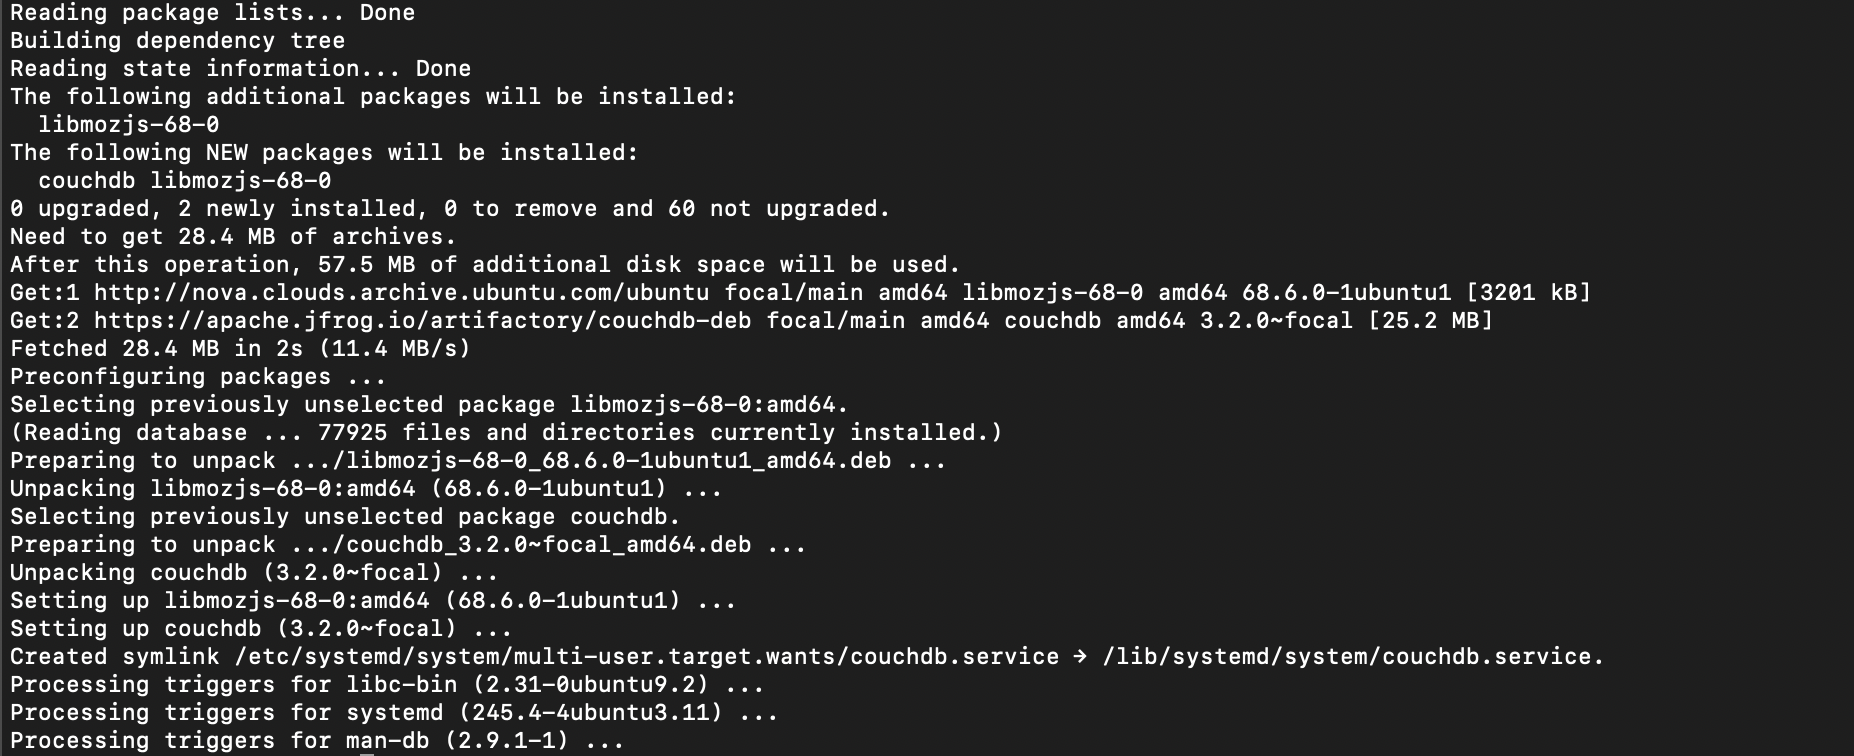 Reading package lists... Done
Building dependency tree
Reading state information... Done
The following additional packages will be installed:
  libmozjs-68-0
The following NEW packages will be installed:
  couchdb libmozjs-68-0
0 upgraded, 2 newly installed, 0 to remove and 60 not upgraded.
Need to get 28.4 MB of archives.
After this operation, 57.5 MB of additional disk space will be used.
Get:1 http://nova.clouds.archive.ubuntu.com/ubuntu focal/main amd64 libmozjs-68-0 amd64 68.6.0-1ubuntu1 [3201 kB]
Get:2 https://apache.jfrog.io/artifactory/couchdb-deb focal/main amd64 couchdb amd64 3.2.0~focal [25.2 MB]
Fetched 28.4 MB in 2s (11.4 MB/s)
Preconfiguring packages ...
Selecting previously unselected package libmozjs-68-0:amd64.
(Reading database ... 77925 files and directories currently installed.)
Preparing to unpack .../libmozjs-68-0_68.6.0-1ubuntu1_amd64.deb ...
Unpacking libmozjs-68-0:amd64 (68.6.0-1ubuntu1) ...
Selecting previously unselected package couchdb.
Preparing to unpack .../couchdb_3.2.0~focal_amd64.deb ...
Unpacking couchdb (3.2.0~focal) ...
Setting up libmozjs-68-0:amd64 (68.6.0-1ubuntu1) ...
Setting up couchdb (3.2.0~focal) ...
Created symlink /etc/systemd/system/multi-user.target.wants/couchdb.service → /lib/systemd/system/couchdb.service.
Processing triggers for libc-bin (2.31-0ubuntu9.2) ...
Processing triggers for systemd (245.4-4ubuntu3.11) ...
Processing triggers for man-db (2.9.1-1) ...